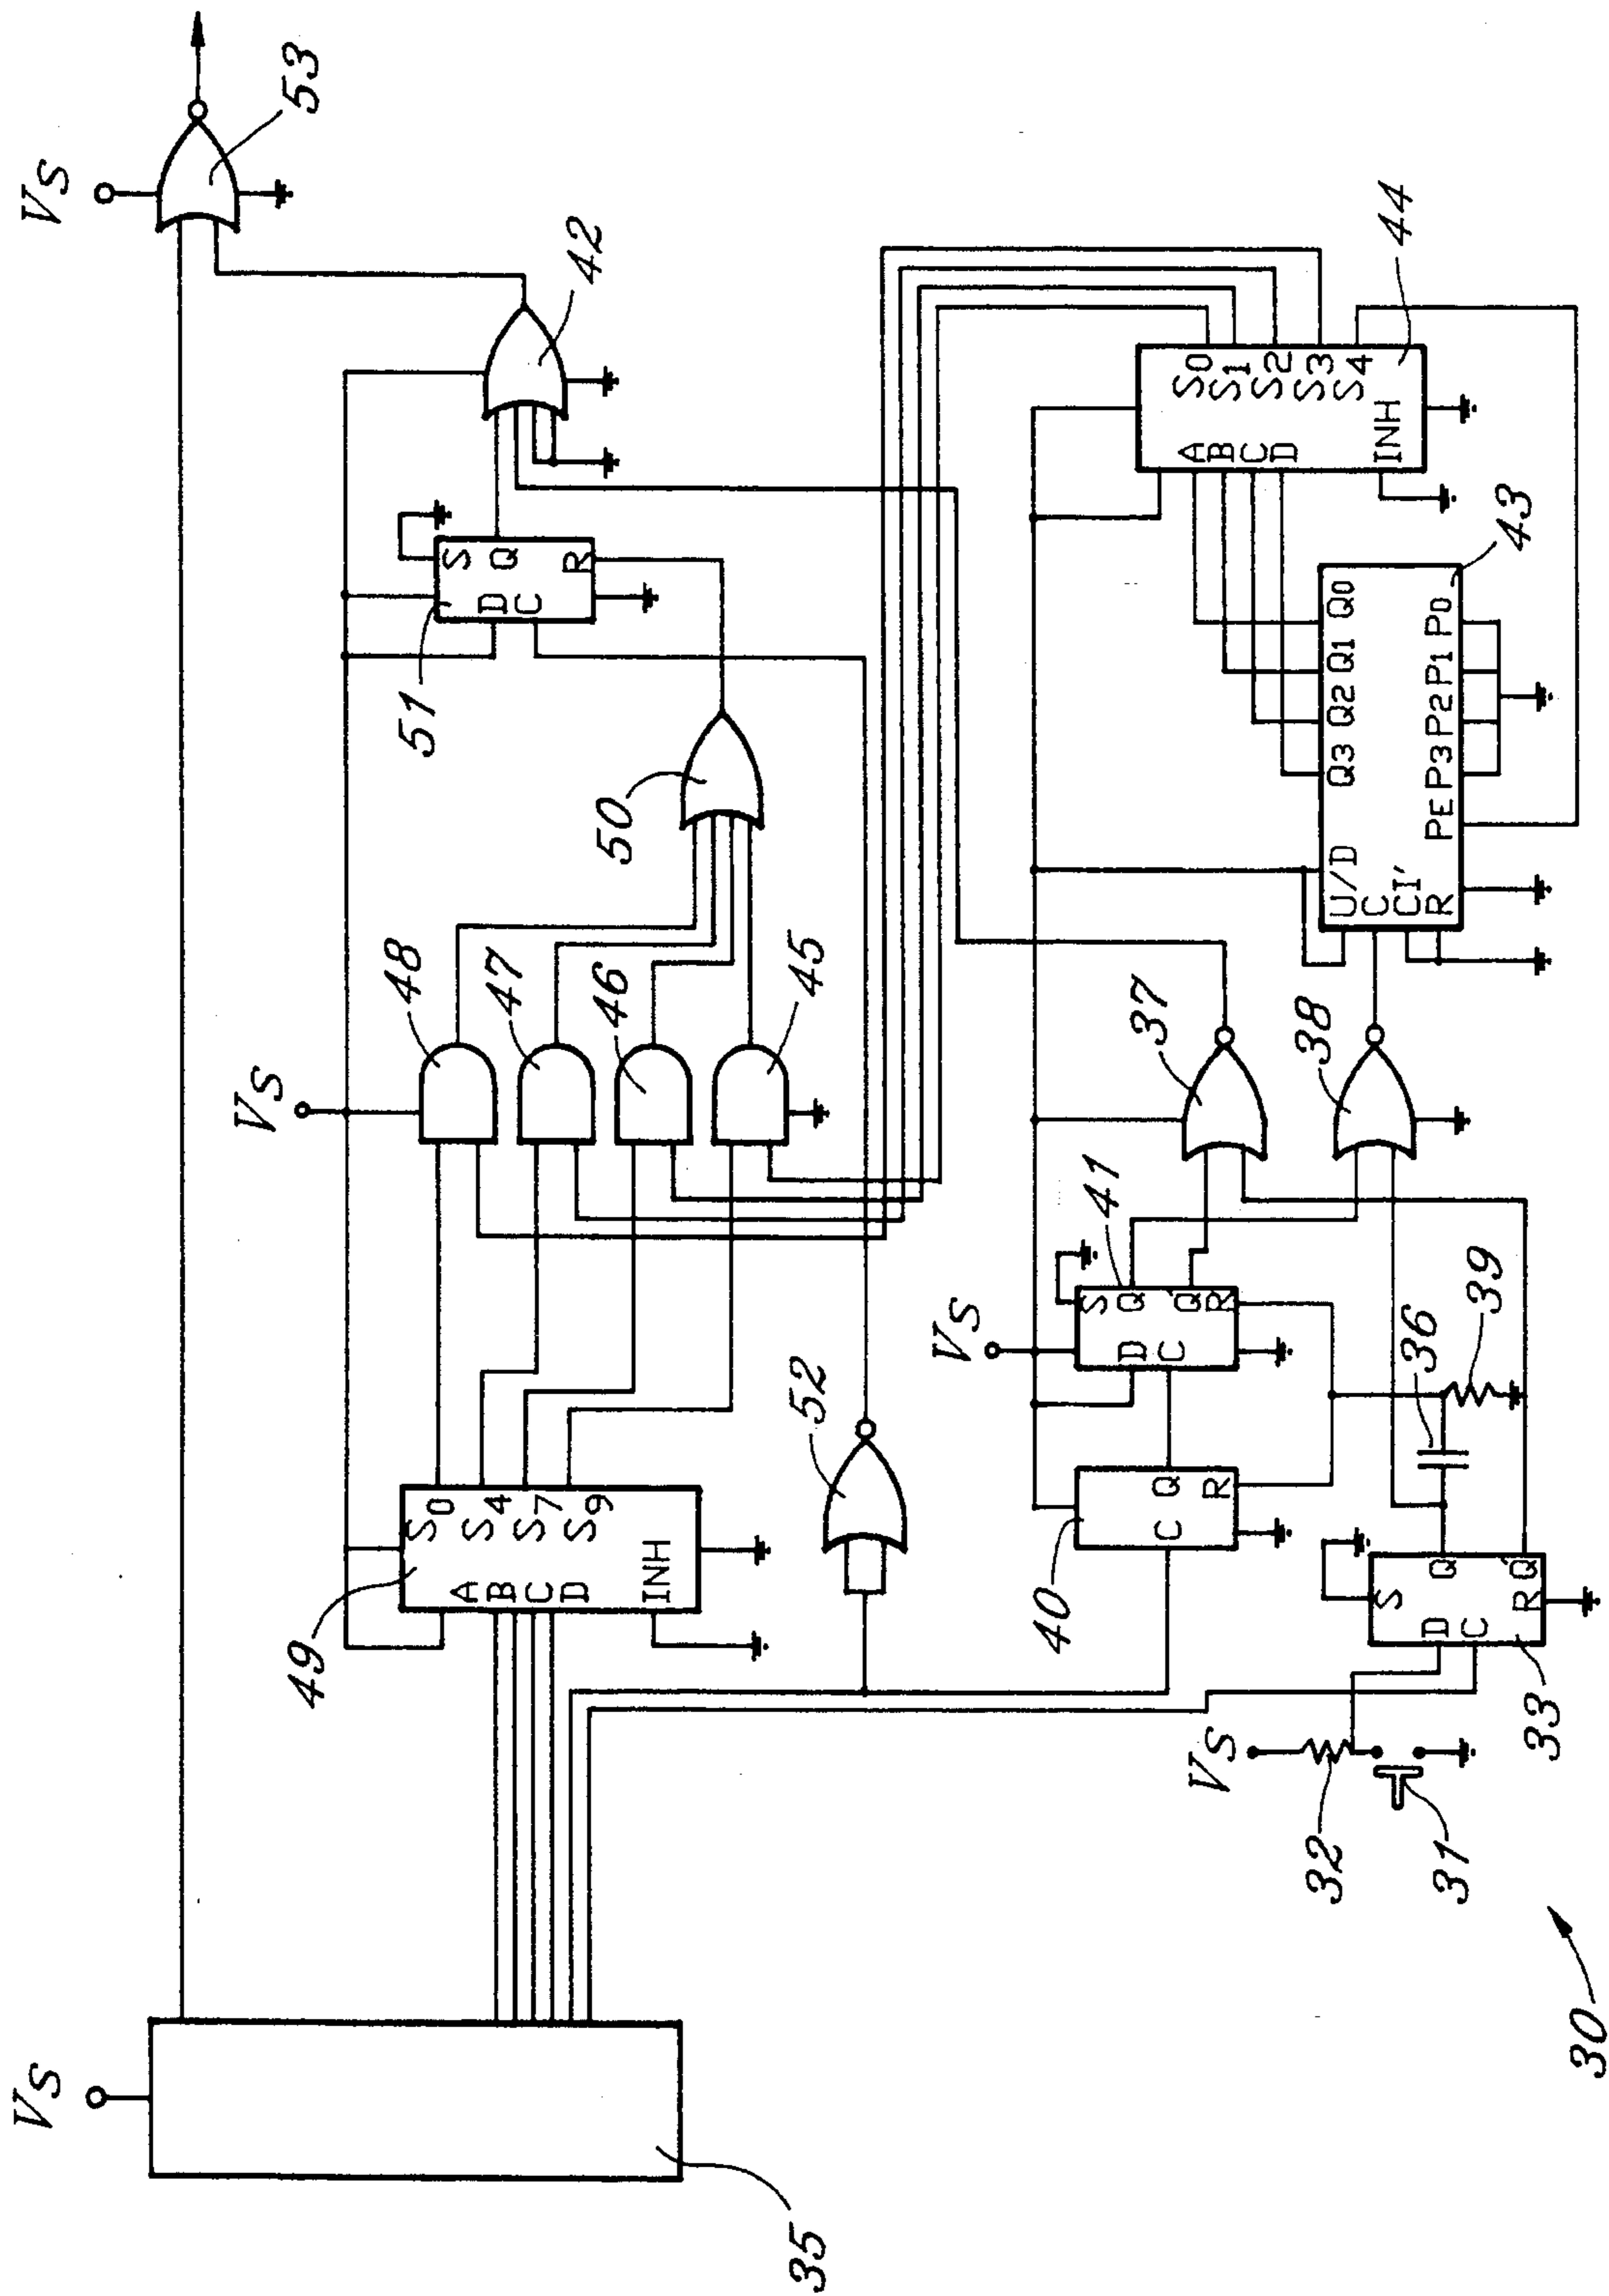 Vs
53
Vs
42
S
Q
R
D
C
51
50
48
47
46
45
Vs
S0
S4
S7
S9
A
B
C
D
INH
49
52
35
44
S0
S1
S2
S3
S4
A
B
C
D
INH
43
Q3 Q2 Q1 Q0
U/D
C
CI'
R
PE P3 P2 P1 P0
37
38
41
Vs
S
Q
Q'
R
D
C
36
39
40
Q
R
C
S
Q
Q'
R
D
C
33
Vs
32
31
30
Vs